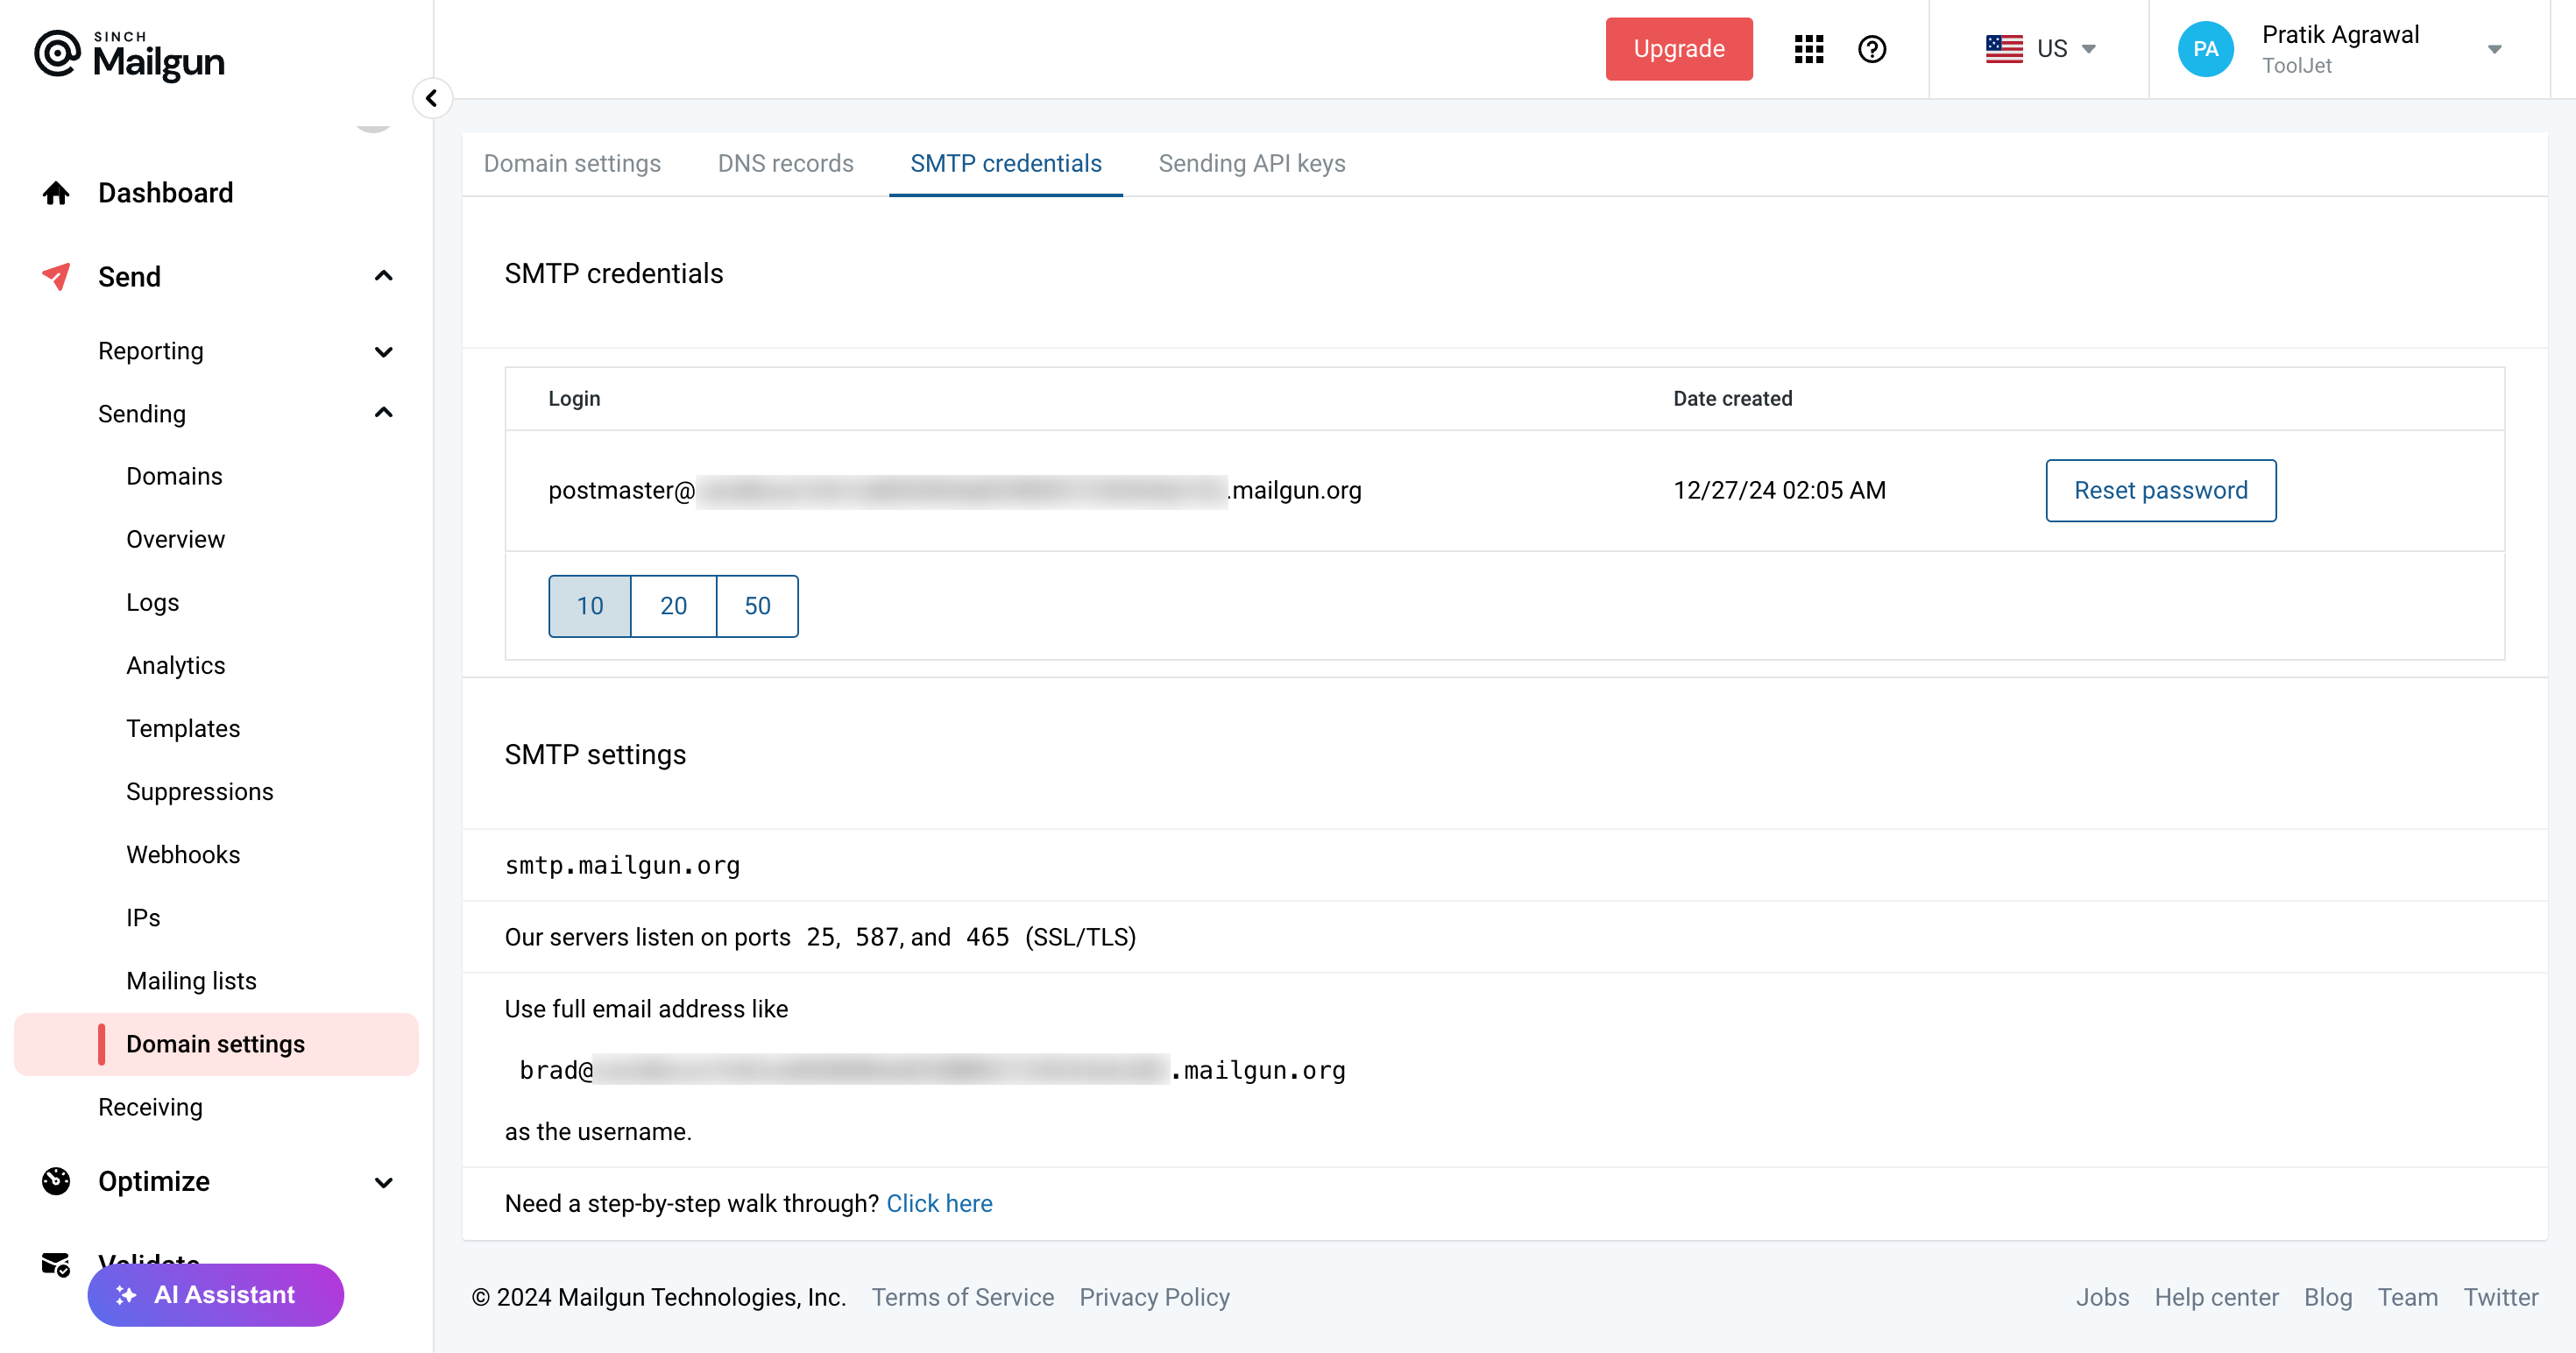 SINCH
Mailgun
Upgrade
US
PA
Pratik Agrawal
ToolJet
Dashboard
Send
Reporting
Sending
Domains
Overview
Logs
Analytics
Templates
Suppressions
Webhooks
IPs
Mailing lists
Domain settings
Receiving
Optimize
Validate
AI Assistant
Domain settings DNS records SMTP credentials Sending API keys
SMTP credentials
Login Date created
postmaster@ .mailgun.org 12/27/24 02:05 AM Reset password
10 20 50
SMTP settings
smtp.mailgun.org
Our servers listen on ports 25, 587, and 465 (SSL/TLS)
Use full email address like
brad@ .mailgun.org
as the username.
Need a step-by-step walk through? Click here
© 2024 Mailgun Technologies, Inc. Terms of Service Privacy Policy Jobs Help center Blog Team Twitter